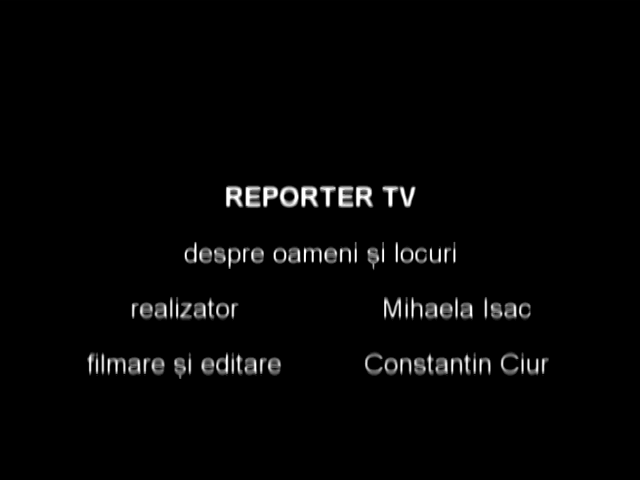 REPORTER TV
despre oameni și locuri
realizator Mihaela Isac
filmare și editare Constantin Ciur